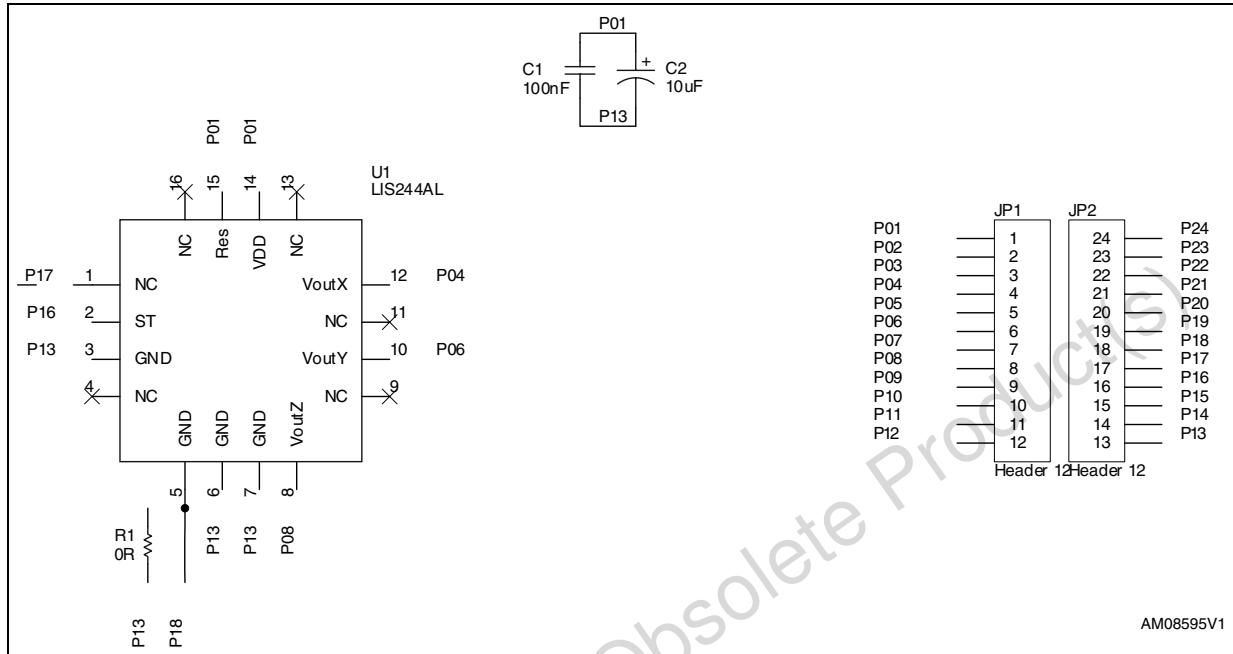 P01
C1
100nF
+
C2
10uF
P13
P01
P01
U1
LIS244AL
16
15
14
13
NC
Res
VDD
NC
P17
1
NC
VoutX
12
P04
P16
2
ST
NC
11
P13
3
GND
VoutY
10
P06
4
NC
NC
9
GND
GND
GND
VoutZ
5
6
7
8
R1
0R
P13
P13
P08
P13
P18
JP1
JP2
P01
1
24
P24
P02
2
23
P23
P03
3
22
P22
P04
4
21
P21
P05
5
20
P20
P06
6
19
P19
P07
7
18
P18
P08
8
17
P17
P09
9
16
P16
P10
10
15
P15
P11
11
14
P14
P12
12
13
P13
Header 12
Header 12
Obsolete Product(s)
AM08595V1